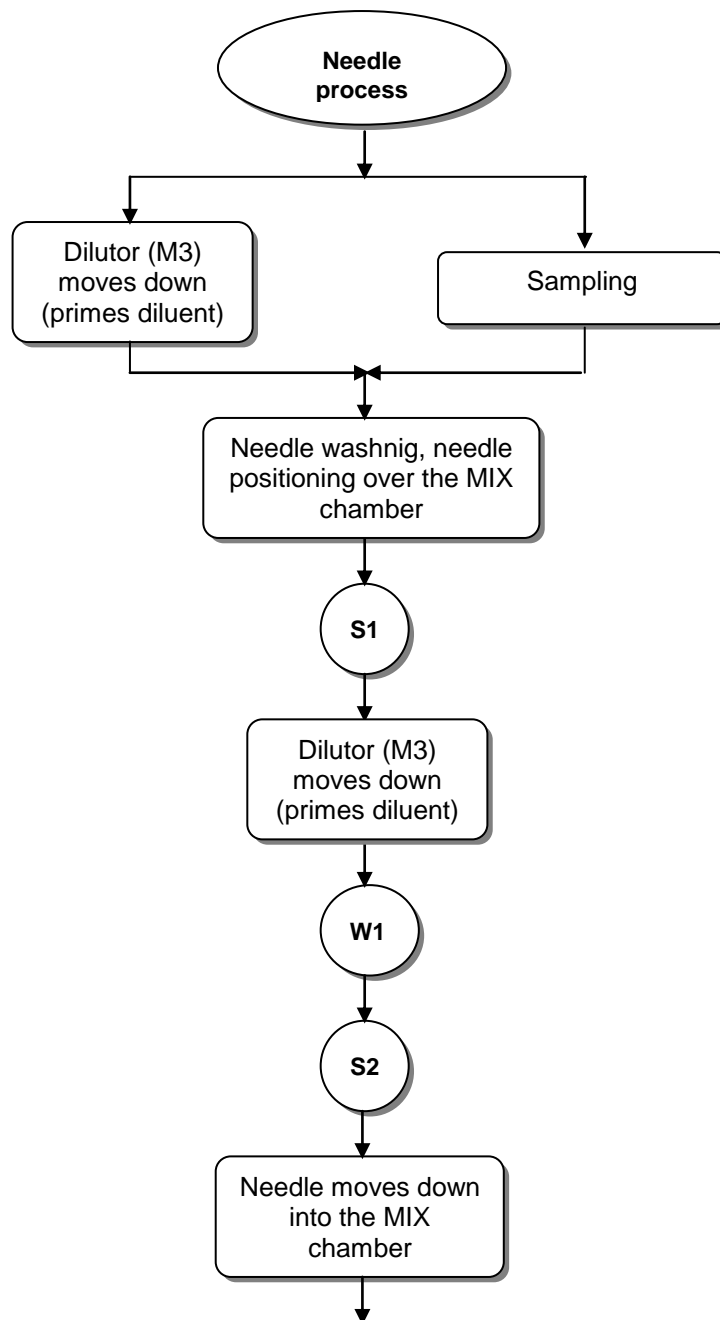 Needle
process
Dilutor (M3)
moves down
(primes diluent)
Sampling
Needle washnig, needle
positioning over the MIX
chamber
S1
Dilutor (M3)
moves down
(primes diluent)
W1
S2
Needle moves down
into the MIX
chamber